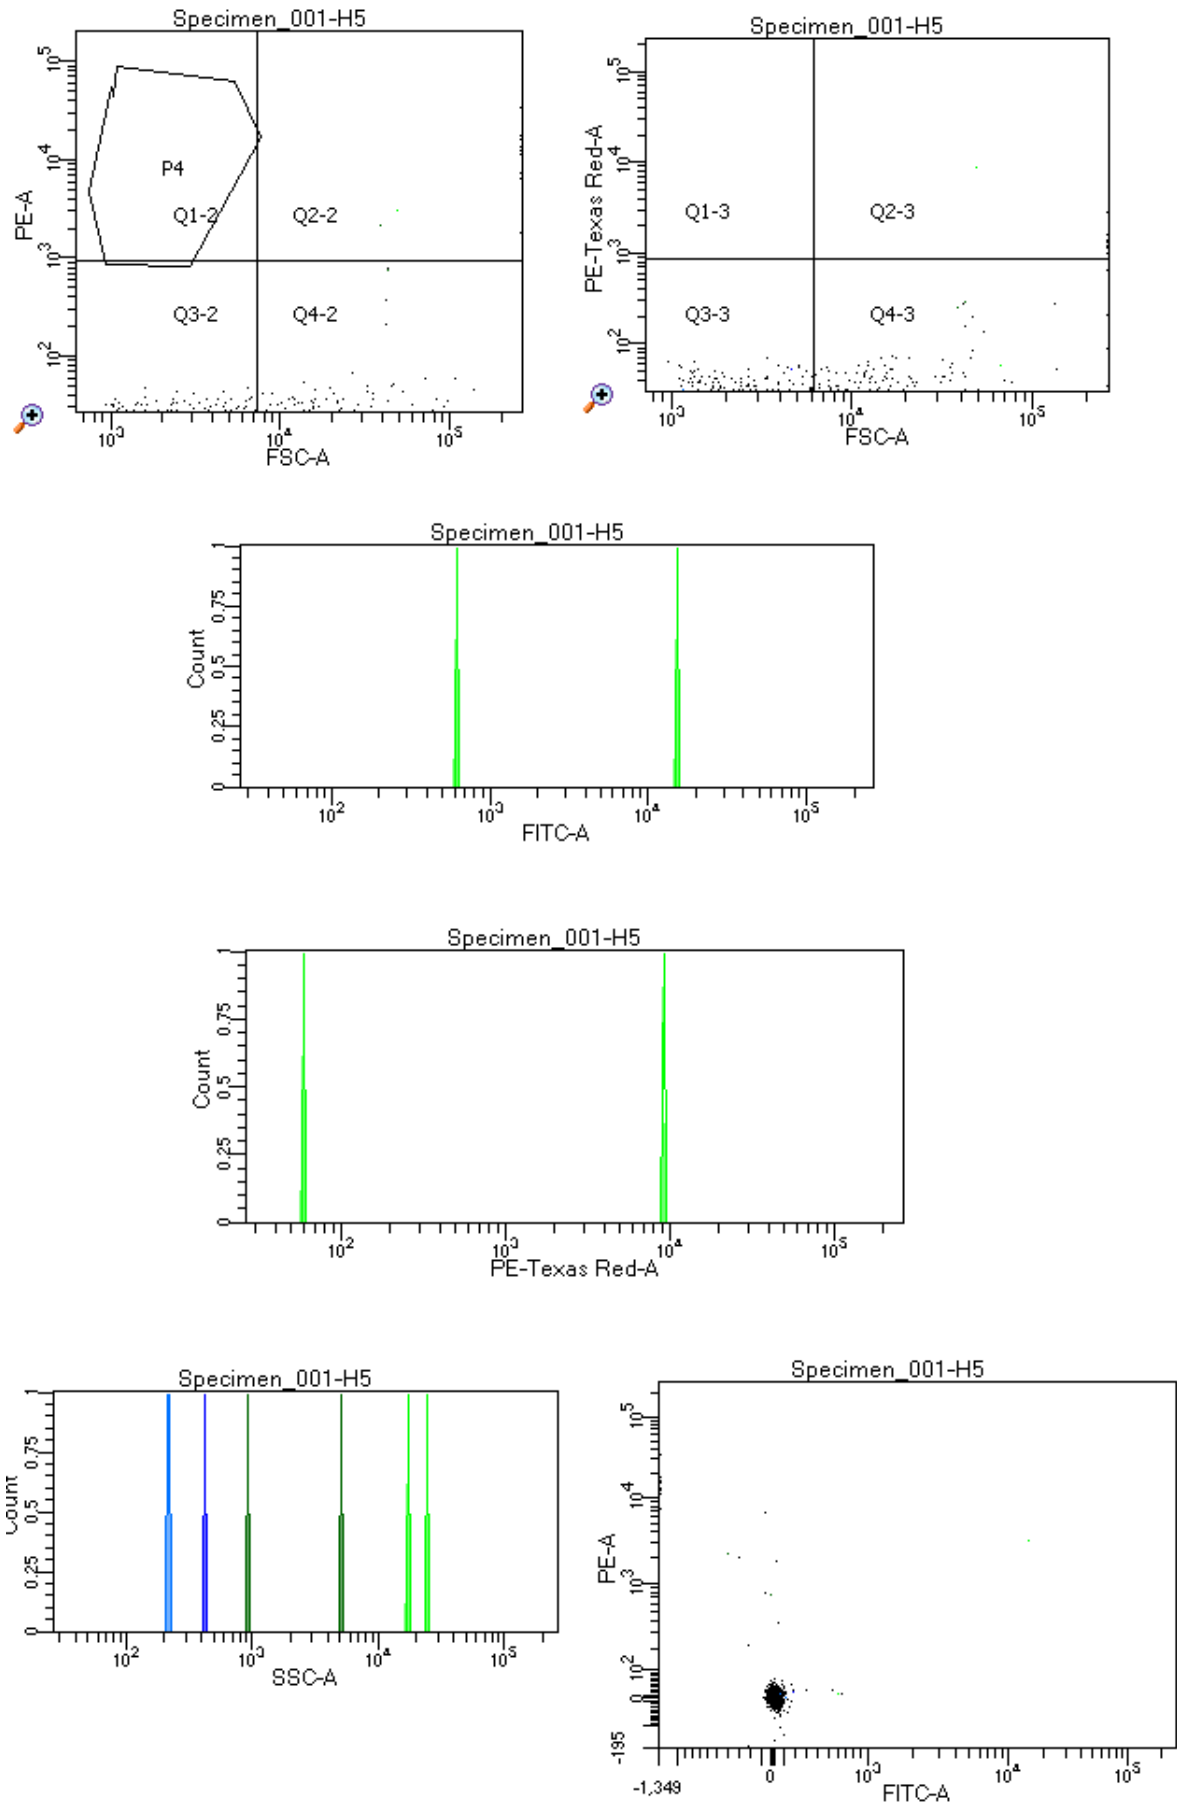 Specimen_001-H5
PE-A
10^5
10^4
10^3
10^2
P4
Q1-2
Q2-2
Q3-2
Q4-2
10^3 10^4 10^5
FSC-A
Specimen_001-H5
PE-Texas Red-A
10^5
10^4
10^3
10^2
Q1-3
Q2-3
Q3-3
Q4-3
10^3 10^4 10^5
FSC-A
Specimen_001-H5
Count
1
0.75
0.5
0.25
0
10^2 10^3 10^4 10^5
FITC-A
Specimen_001-H5
Count
1
0.75
0.5
0.25
0
10^2 10^3 10^4 10^5
PE-Texas Red-A
Specimen_001-H5
Count
1
0.75
0.5
0.25
0
10^2 10^3 10^4 10^5
SSC-A
Specimen_001-H5
PE-A
10^5
10^4
10^3
10^2
0
-195
-1,349 0 10^3 10^4 10^5
FITC-A